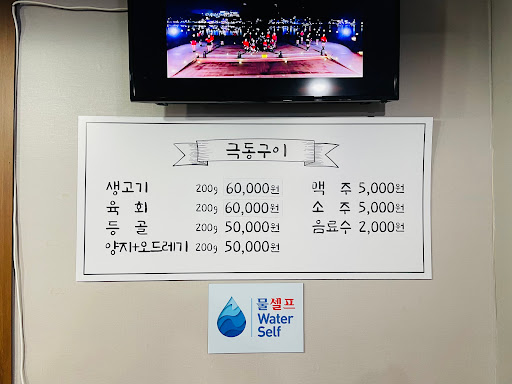 극동구이
생고기 200g 60,000원 맥 주 5,000원
육 회 200g 60,000원 소 주 5,000원
등 골 200g 50,000원 음료수 2,000원
양지+오드레기 200g 50,000원
물셀프
Water
Self